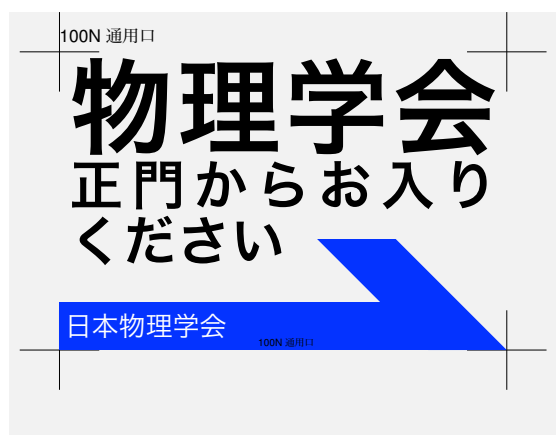 100N 通用口
物理学会
正門からお入り
ください
日本物理学会
100N 通用口